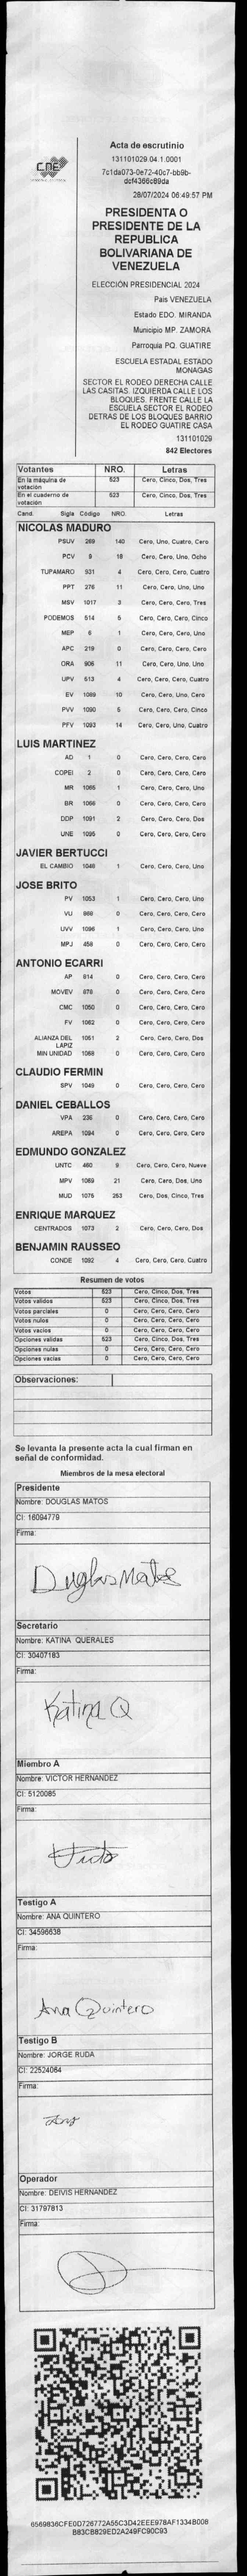 CNE
Acta de escrutinio
131101029.04.1.0001
7c1da073-0e72-40c7-bb9b-
dcf4366c89da
28/07/2024 06:49:57 PM
PRESIDENTA O
PRESIDENTE DE LA
REPUBLICA
BOLIVARIANA DE
VENEZUELA
ELECCIÓN PRESIDENCIAL 2024
Pais VENEZUELA
Estado EDO. MIRANDA
Municipio MP. ZAMORA
Parroquia PQ. GUATIRE
ESCUELA ESTADAL ESTADO
MONAGAS
SECTOR EL RODEO DERECHA CALLE
LAS CASITAS. IZQUIERDA CALLE LOS
BLOQUES. FRENTE CALLE LA
ESCUELA SECTOR EL RODEO
DETRAS DE LOS BLOQUES BARRIO
EL RODEO GUATIRE CASA
131101029
842 Electores
Votantes NRO. Letras
En la máquina de votación 523 Cero, Cinco, Dos, Tres
En el cuaderno de votación 523 Cero, Cinco, Dos, Tres
Cand. Sigla Código NRO. Letras
NICOLAS MADURO
PSUV 269 140 Cero, Uno, Cuatro, Cero
PCV 9 18 Cero, Cero, Uno, Ocho
TUPAMARO 931 4 Cero, Cero, Cero, Cuatro
PPT 276 11 Cero, Cero, Uno, Uno
MSV 1017 3 Cero, Cero, Cero, Tres
PODEMOS 514 5 Cero, Cero, Cero, Cinco
MEP 6 1 Cero, Cero, Cero, Uno
APC 219 0 Cero, Cero, Cero, Cero
ORA 906 11 Cero, Cero, Uno, Uno
UPV 513 4 Cero, Cero, Cero, Cuatro
EV 1089 10 Cero, Cero, Uno, Cero
PVV 1090 5 Cero, Cero, Cero, Cinco
PFV 1093 14 Cero, Cero, Uno, Cuatro
LUIS MARTINEZ
AD 1 0 Cero, Cero, Cero, Cero
COPEI 2 0 Cero, Cero, Cero, Cero
MR 1065 1 Cero, Cero, Cero, Uno
BR 1066 0 Cero, Cero, Cero, Cero
DDP 1091 2 Cero, Cero, Cero, Dos
UNE 1095 0 Cero, Cero, Cero, Cero
JAVIER BERTUCCI
EL CAMBIO 1048 1 Cero, Cero, Cero, Uno
JOSE BRITO
PV 1053 1 Cero, Cero, Cero, Uno
VU 868 0 Cero, Cero, Cero, Cero
UVV 1096 1 Cero, Cero, Cero, Uno
MPJ 458 0 Cero, Cero, Cero, Cero
ANTONIO ECARRI
AP 814 0 Cero, Cero, Cero, Cero
MOVEV 878 0 Cero, Cero, Cero, Cero
CMC 1050 0 Cero, Cero, Cero, Cero
FV 1062 0 Cero, Cero, Cero, Cero
ALIANZA DEL LAPIZ 1051 2 Cero, Cero, Cero, Dos
MIN UNIDAD 1068 0 Cero, Cero, Cero, Cero
CLAUDIO FERMIN
SPV 1049 0 Cero, Cero, Cero, Cero
DANIEL CEBALLOS
VPA 236 0 Cero, Cero, Cero, Cero
AREPA 1094 0 Cero, Cero, Cero, Cero
EDMUNDO GONZALEZ
UNTC 460 9 Cero, Cero, Cero, Nueve
MPV 1069 21 Cero, Cero, Dos, Uno
MUD 1075 253 Cero, Dos, Cinco, Tres
ENRIQUE MARQUEZ
CENTRADOS 1073 2 Cero, Cero, Cero, Dos
BENJAMIN RAUSSEO
CONDE 1082 4 Cero, Cero, Cero, Cuatro
Resumen de votos
Votos 523 Cero, Cinco, Dos, Tres
Votos validos 523 Cero, Cinco, Dos, Tres
Votos parciales 0 Cero, Cero, Cero, Cero
Votos nulos 0 Cero, Cero, Cero, Cero
Votos vacios 0 Cero, Cero, Cero, Cero
Opciones validas 523 Cero, Cinco, Dos, Tres
Opciones nulas 0 Cero, Cero, Cero, Cero
Opciones vacias 0 Cero, Cero, Cero, Cero
Observaciones:
Se levanta la presente acta la cual firman en
señal de conformidad.
Miembros de la mesa electoral
Presidente
Nombre: DOUGLAS MATOS
CI: 16094779
Firma:
Duglas Matos
Secretario
Nombre: KATINA QUERALES
CI: 30407183
Firma:
Katina Q
Miembro A
Nombre: VICTOR HERNANDEZ
CI: 5120085
Firma:
Testigo A
Nombre: ANA QUINTERO
CI: 34596638
Firma:
Ana Quintero
Testigo B
Nombre: JORGE RUDA
CI: 22524064
Firma:
Operador
Nombre: DEIVIS HERNANDEZ
CI: 31797813
Firma:
6569836CFE0D726772A55C3D42EEE978AF1334B008
B83CB829ED2A249FC90C93